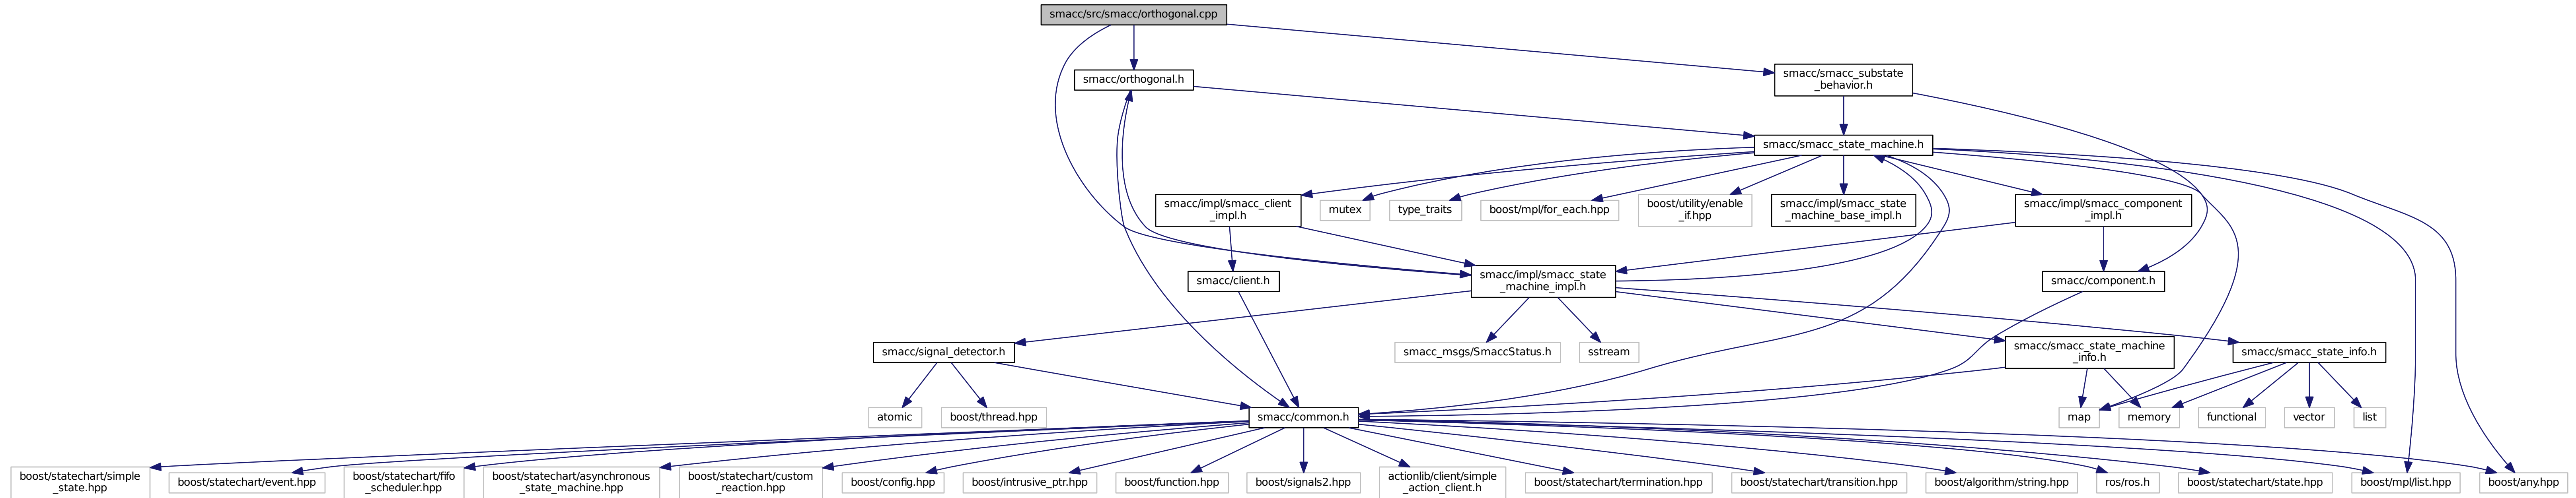 smacc/src/smacc/orthogonal.cpp
smacc/orthogonal.h
smacc/smacc_substate
_behavior.h
smacc/smacc_state_machine.h
smacc/impl/smacc_client
_impl.h
mutex
type_traits
boost/mpl/for_each.hpp
boost/utility/enable
_if.hpp
smacc/impl/smacc_state
_machine_base_impl.h
smacc/impl/smacc_component
_impl.h
smacc/client.h
smacc/impl/smacc_state
_machine_impl.h
smacc/component.h
smacc/signal_detector.h
smacc_msgs/SmaccStatus.h
sstream
smacc/smacc_state_machine
_info.h
smacc/smacc_state_info.h
atomic
boost/thread.hpp
smacc/common.h
map
memory
functional
vector
list
boost/statechart/simple
_state.hpp
boost/statechart/event.hpp
boost/statechart/fifo
_scheduler.hpp
boost/statechart/asynchronous
_state_machine.hpp
boost/statechart/custom
_reaction.hpp
boost/config.hpp
boost/intrusive_ptr.hpp
boost/function.hpp
boost/signals2.hpp
actionlib/client/simple
_action_client.h
boost/statechart/termination.hpp
boost/statechart/transition.hpp
boost/algorithm/string.hpp
ros/ros.h
boost/statechart/state.hpp
boost/mpl/list.hpp
boost/any.hpp